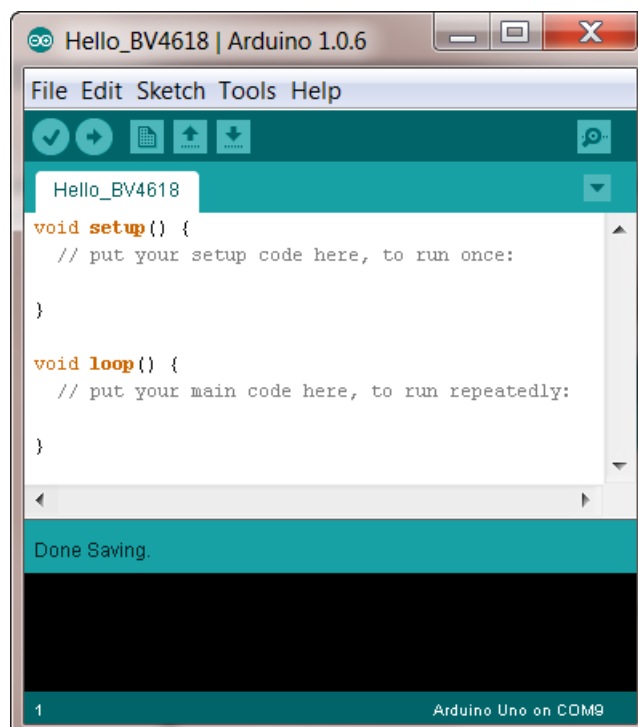 Hello_BV4618 | Arduino 1.0.6
File Edit Sketch Tools Help
Hello_BV4618
void setup() {
  // put your setup code here, to run once:
}
void loop() {
  // put your main code here, to run repeatedly:
}
Done Saving.
1 Arduino Uno on COM9